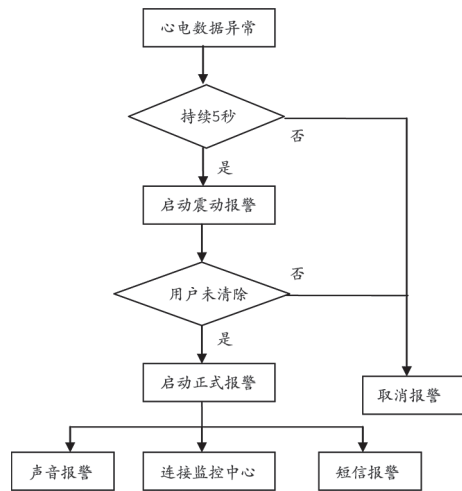 心电数据异常
持续5秒
否
是
启动震动报警
用户未清除
否
是
启动正式报警
取消报警
声音报警
连接监控中心
短信报警